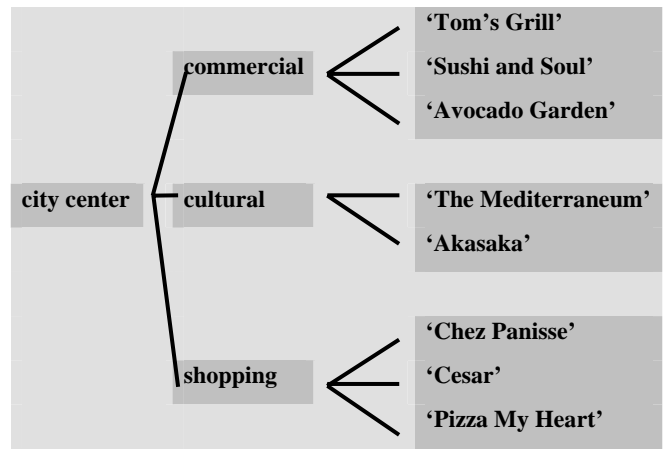 ‘Tom’s Grill’
commercial ‘Sushi and Soul’
‘Avocado Garden’
city center cultural ‘The Mediterraneum’
‘Akasaka’
‘Chez Panisse’
shopping ‘Cesar’
‘Pizza My Heart’